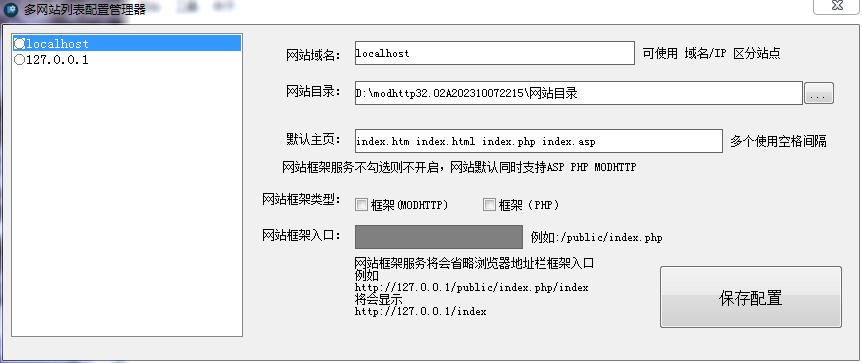 多网站列表配置管理器
localhost
127.0.0.1
网站域名: localhost 可使用 域名/IP 区分站点
网站目录: D:\modhttp32.02A202310072215\网站目录 ...
默认主页: index.htm index.html index.php index.asp 多个使用空格间隔
网站框架服务不勾选则不开启，网站默认同时支持ASP PHP MODHTTP
网站框架类型: 框架(MODHTTP) 框架 (PHP)
网站框架入口: 例如:/public/index.php
网站框架服务将会省略浏览器地址栏框架入口
例如
http://127.0.0.1/public/index.php/index
将会显示
http://127.0.0.1/index
保存配置